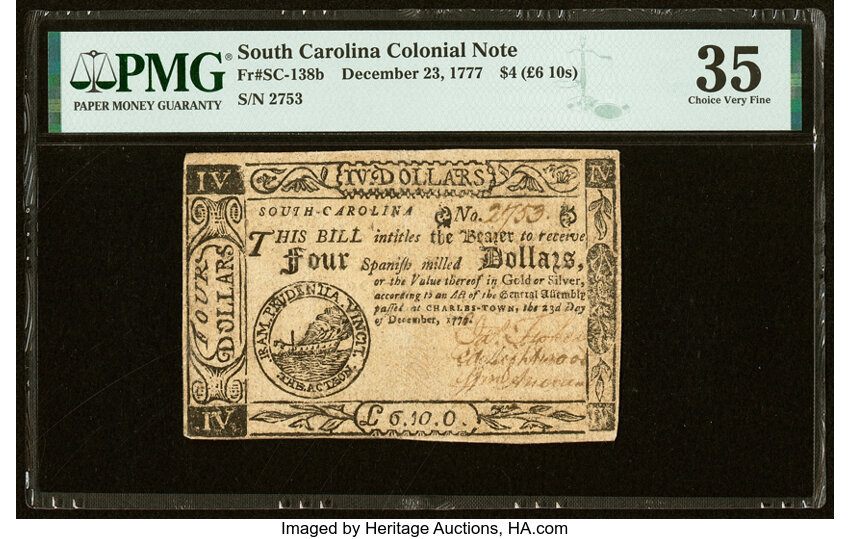 PMG®
PAPER MONEY GUARANTY
South Carolina Colonial Note
Fr#SC-138b December 23, 1777 $4 (£6 10s)
S/N 2753
35
Choice Very Fine
IV
IV DOLLARS
IV
SOUTH-CAROLINA No. 2753.
THIS BILL intitles the Bearer to receive
Four Spanish milled Dollars,
or the Value thereof in Gold or Silver,
according to an Act of the General Assembly
passed at CHARLES-TOWN, the 23d Day
of December, 1777.
FOUR
DOLLARS
IRAM PRUDENTIA VINCIT.
IV.
£ 6.10.0.
Imaged by Heritage Auctions, HA.com